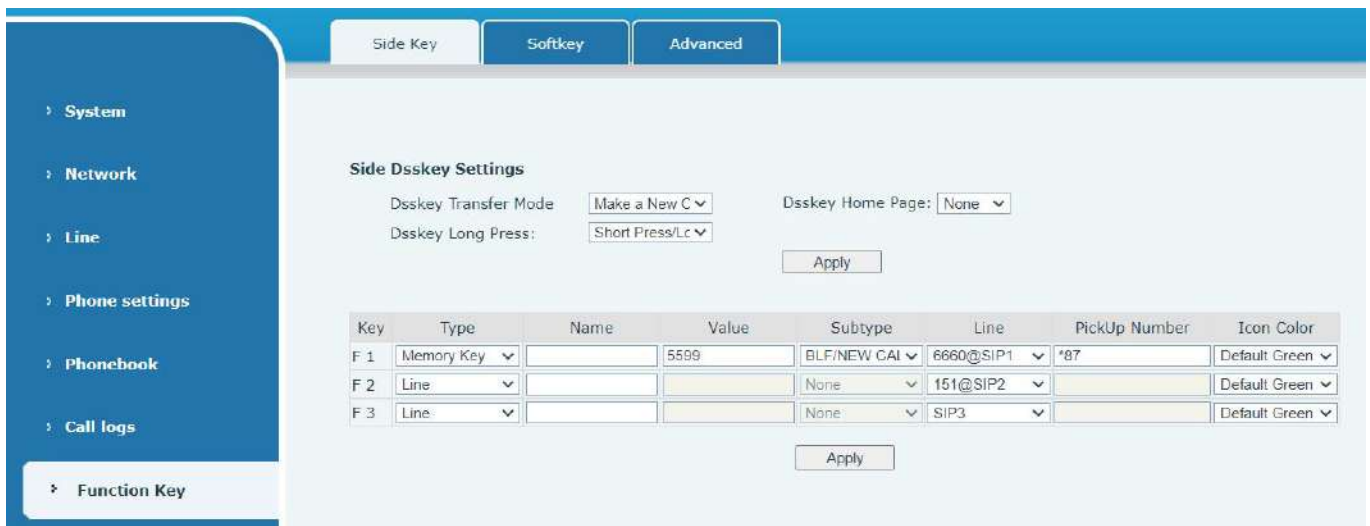 Side Key Softkey Advanced
System
Network
Line
Phone settings
Phonebook
Call logs
Function Key
Side Dsskey Settings
Dsskey Transfer Mode Make a New C Dsskey Home Page: None
Dsskey Long Press: Short Press/Lc
Apply
Key Type Name Value Subtype Line PickUp Number Icon Color
F 1 Memory Key 5599 BLF/NEW CAL 6660@SIP1 *87 Default Green
F 2 Line None 151@SIP2 Default Green
F 3 Line None SIP3 Default Green
Apply